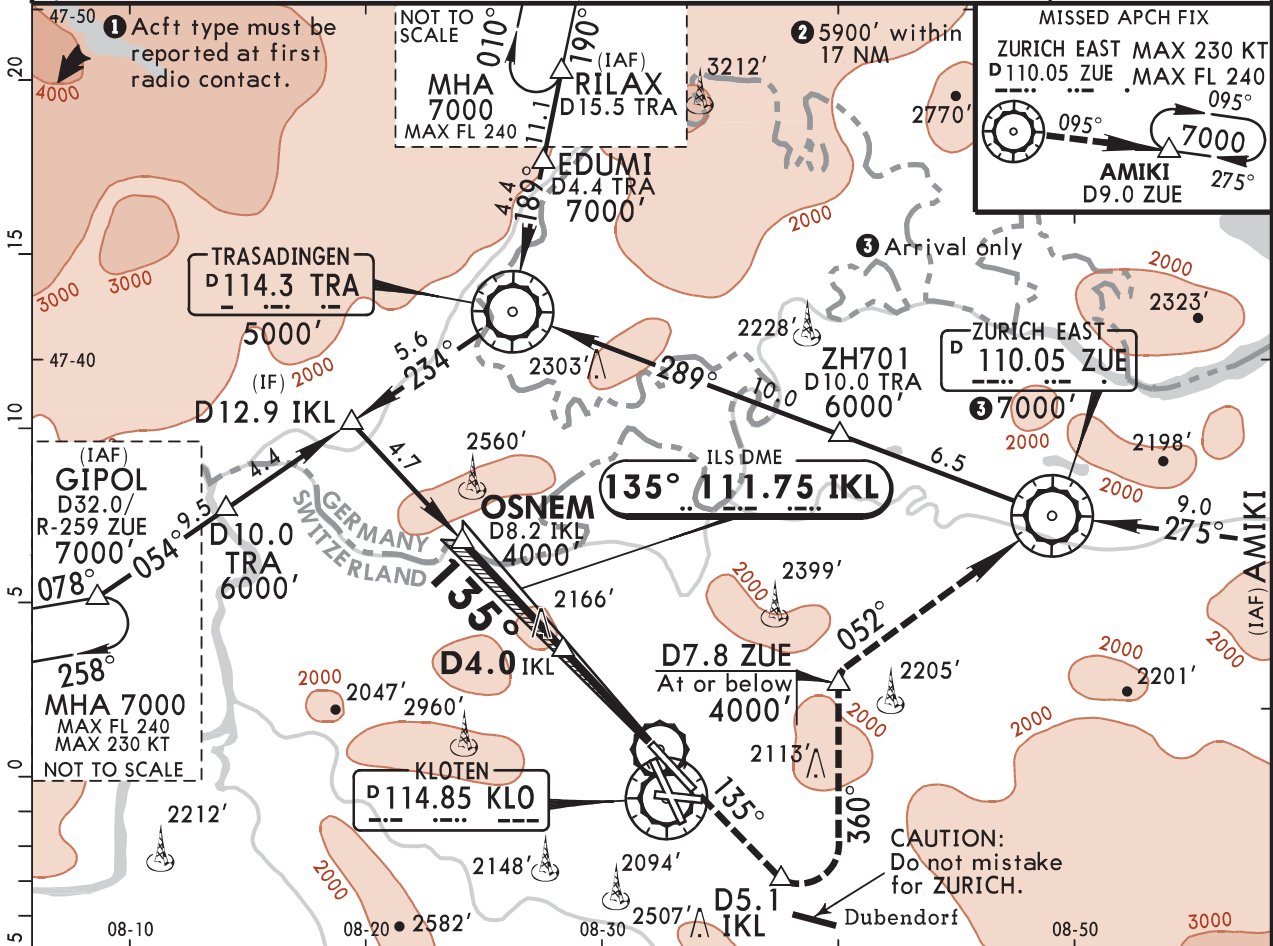 47-50
❶ Acft type must be
reported at first
radio contact.
20
4000
NOT TO
SCALE
010°
190°
(IAF)
RILAX
D15.5 TRA
MHA
7000
MAX FL 240
11.1
EDUMI
D4.4 TRA
7000'
4.4
189°
3212'
❷ 5900' within
17 NM
2770'
2000
MISSED APCH FIX
ZURICH EAST
D 110.05 ZUE
MAX 230 KT
MAX FL 240
095°
095°
7000
275°
AMIKI
D9.0 ZUE
15
3000
3000
TRASADINGEN
D 114.3 TRA
5000'
❸ Arrival only
2000
2323'
47-40
2000
5.6
234°
2303'
289°
2228'
10.0
ZH701
D10.0 TRA
6000'
ZURICH EAST
D 110.05 ZUE
❸ 7000'
(IF)
D12.9 IKL
10
2000
2198'
2000
6.5
9.0
275°
(IAF) AMIKI
(IAF)
GIPOL
D32.0/
R-259 ZUE
7000'
4.4
9.5
054°
D10.0
TRA
6000'
078°
258°
MHA 7000
MAX FL 240
MAX 230 KT
NOT TO SCALE
4.7
2560'
ILS DME
135° 111.75 IKL
OSNEM
D8.2 IKL
4000'
GERMANY
SWITZERLAND
135°
5
2166'
D4.0 IKL
2000
2399'
052°
2000
D7.8 ZUE
At or below
4000'
2205'
2201'
2000
2047'
2960'
2000
2000
2113'
0
KLOTEN
D 114.85 KLO
135°
360°
2212'
2148'
2094'
CAUTION:
Do not mistake
for ZURICH.
2000
D5.1
IKL
Dubendorf
2582'
2507'
5
08-10
08-20
08-30
08-50
3000